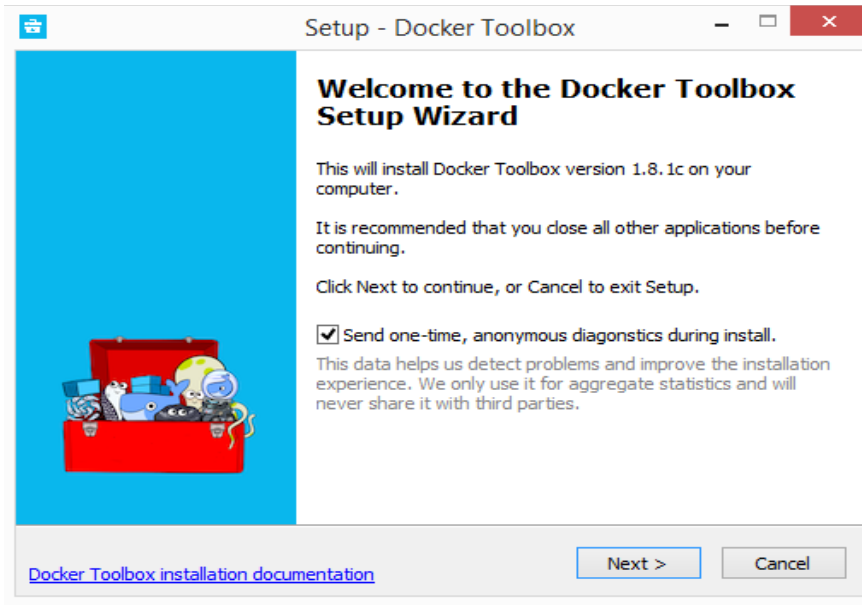 Setup - Docker Toolbox
Welcome to the Docker Toolbox
Setup Wizard
This will install Docker Toolbox version 1.8.1c on your
computer.
It is recommended that you close all other applications before
continuing.
Click Next to continue, or Cancel to exit Setup.
Send one-time, anonymous diagonstics during install.
This data helps us detect problems and improve the installation
experience. We only use it for aggregate statistics and will
never share it with third parties.
Docker Toolbox installation documentation
Next >
Cancel